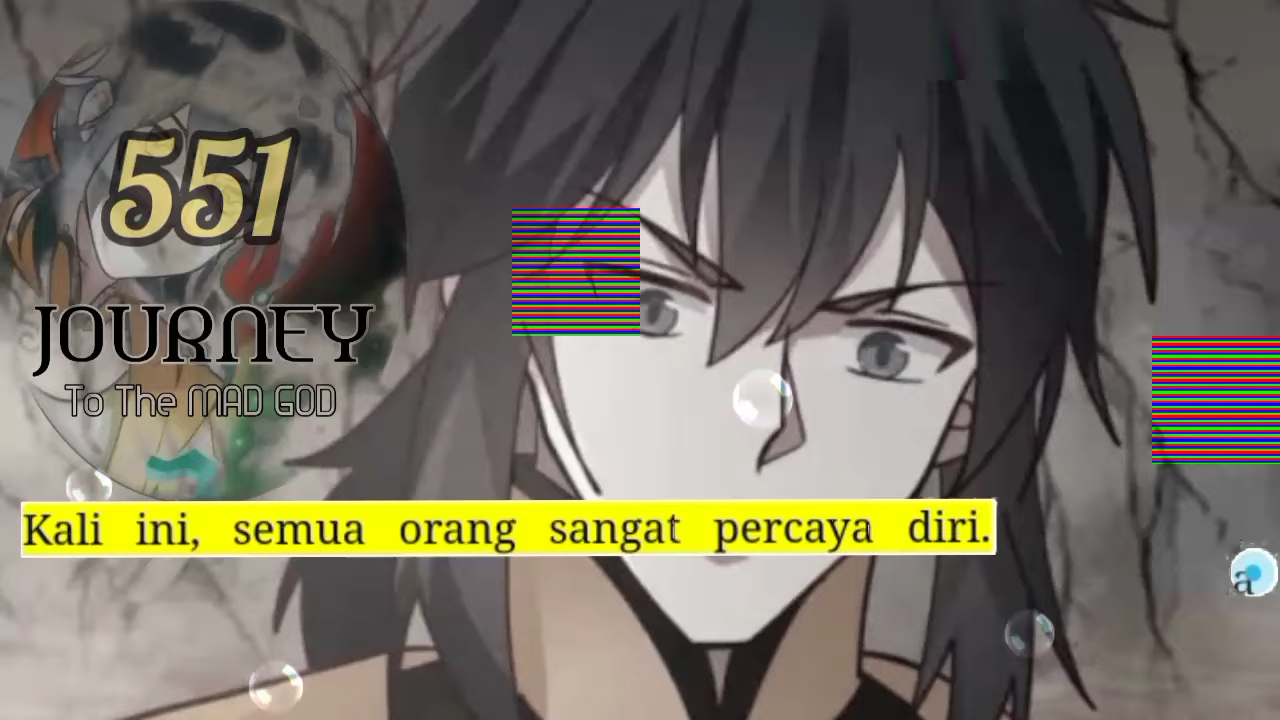 551
JOURNEY
To The MAD GOD
Kali ini, semua orang sangat percaya diri.
a